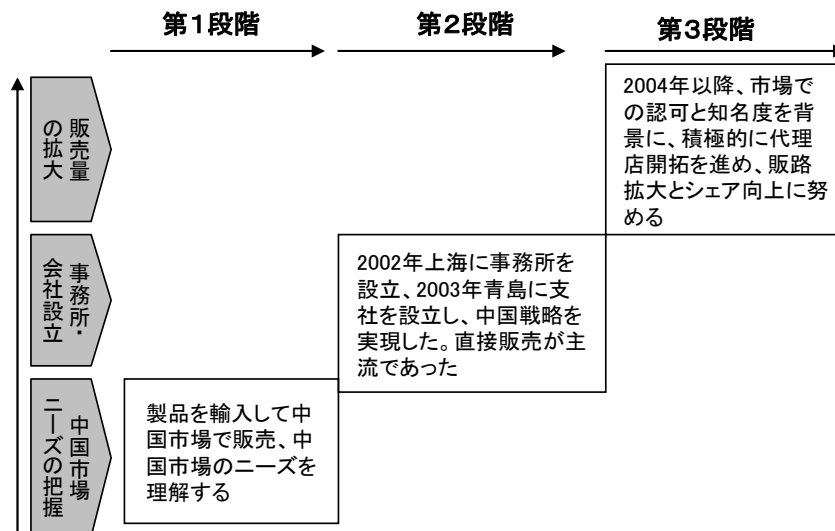 第１段階
第２段階
第３段階
販売量
の拡大
2004年以降、市場で
の認可と知名度を背
景に、積極的に代理
店開拓を進め、販路
拡大とシェア向上に努
める
事務所・
会社設立
2002年上海に事務所を
設立、2003年青島に支
社を設立し、中国戦略を
実現した。直接販売が主
流であった
中国市場
ニーズの把握
製品を輸入して中
国市場で販売、中
国市場のニーズを
理解する